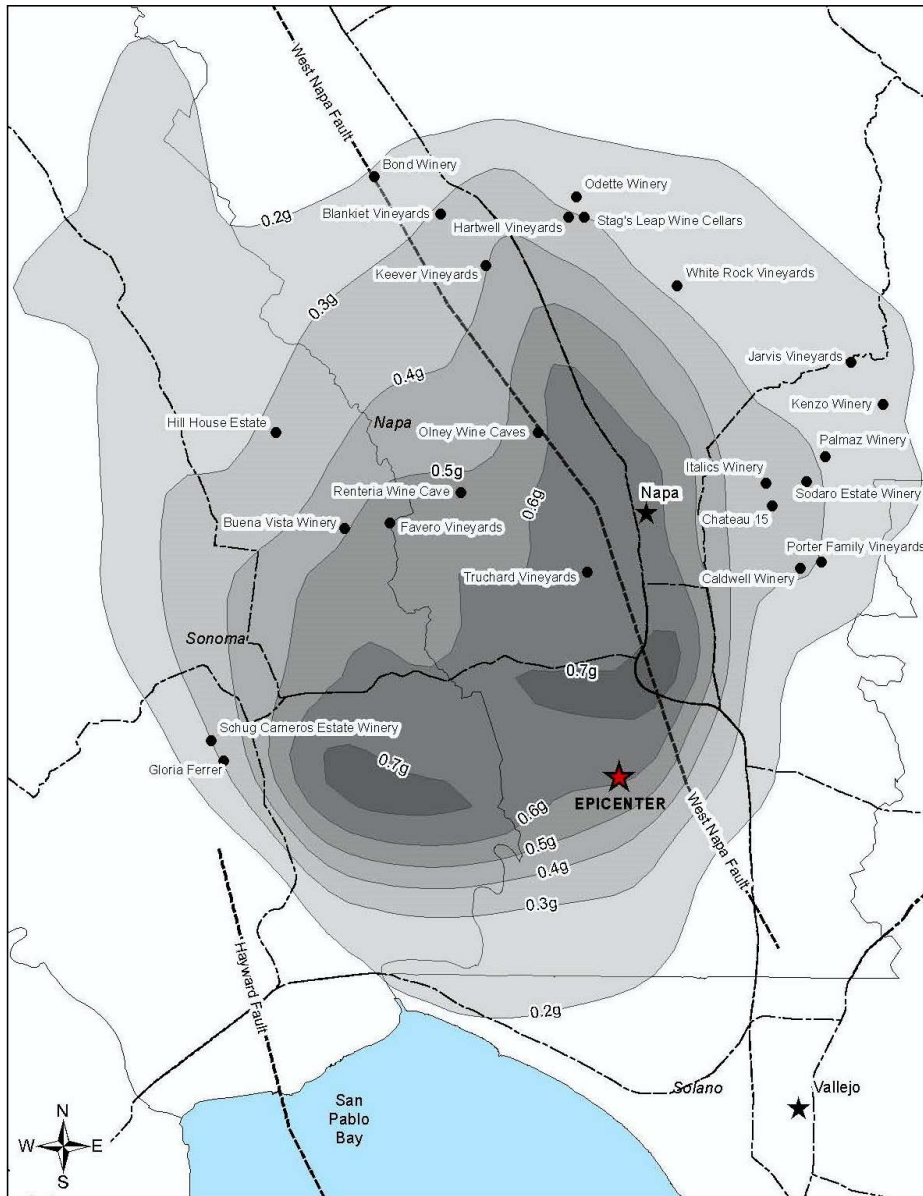 West Napa Fault
Bond Winery
Odette Winery
Blankiet Vineyards
0.2g
Hartwell Vineyards
Stag's Leap Wine Cellars
Keever Vineyards
White Rock Vineyards
0.3g
Jarvis Vineyards
0.4g
Kenzo Winery
Hill House Estate
Napa
Olney Wine Caves
Palmaz Winery
0.5g
Italics Winery
Renteria Wine Cave
0.6g
Napa
Sodaro Estate Winery
Buena Vista Winery
Favero Vineyards
Chateau 15
Porter Family Vineyards
Truchard Vineyards
Caldwell Winery
Sonoma
0.7g
Schug Carneros Estate Winery
Gloria Ferrer
0.7g
EPICENTER
0.6g
West Napa Fault
0.5g
0.4g
0.3g
Hayward Fault
0.2g
Solano
Vallejo
San
Pablo
Bay
N
W
E
S